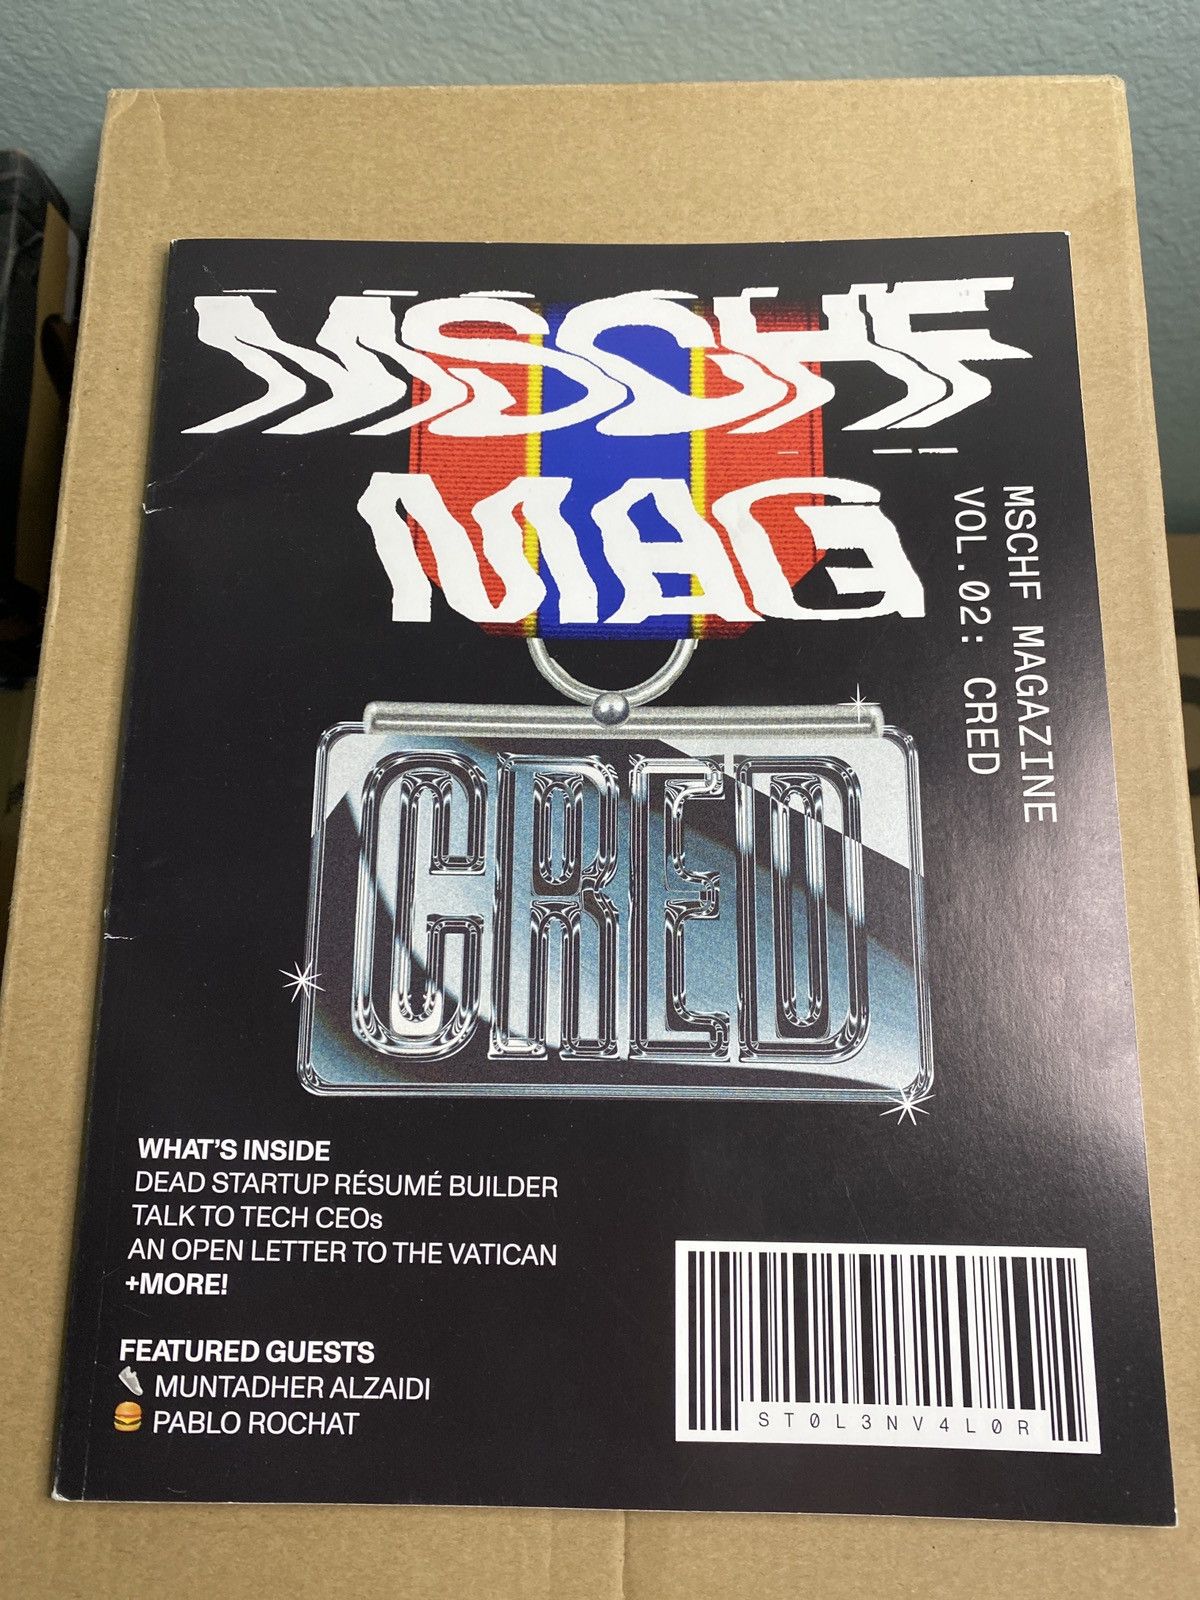 MSCHF
MAG
MSCHF MAGAZINE
VOL.02: CRED
CRED
WHAT'S INSIDE
DEAD STARTUP RÉSUMÉ BUILDER
TALK TO TECH CEOs
AN OPEN LETTER TO THE VATICAN
+MORE!
FEATURED GUESTS
👟 MUNTADHER ALZAIDI
🍔 PABLO ROCHAT
ST0L3NV4L0R